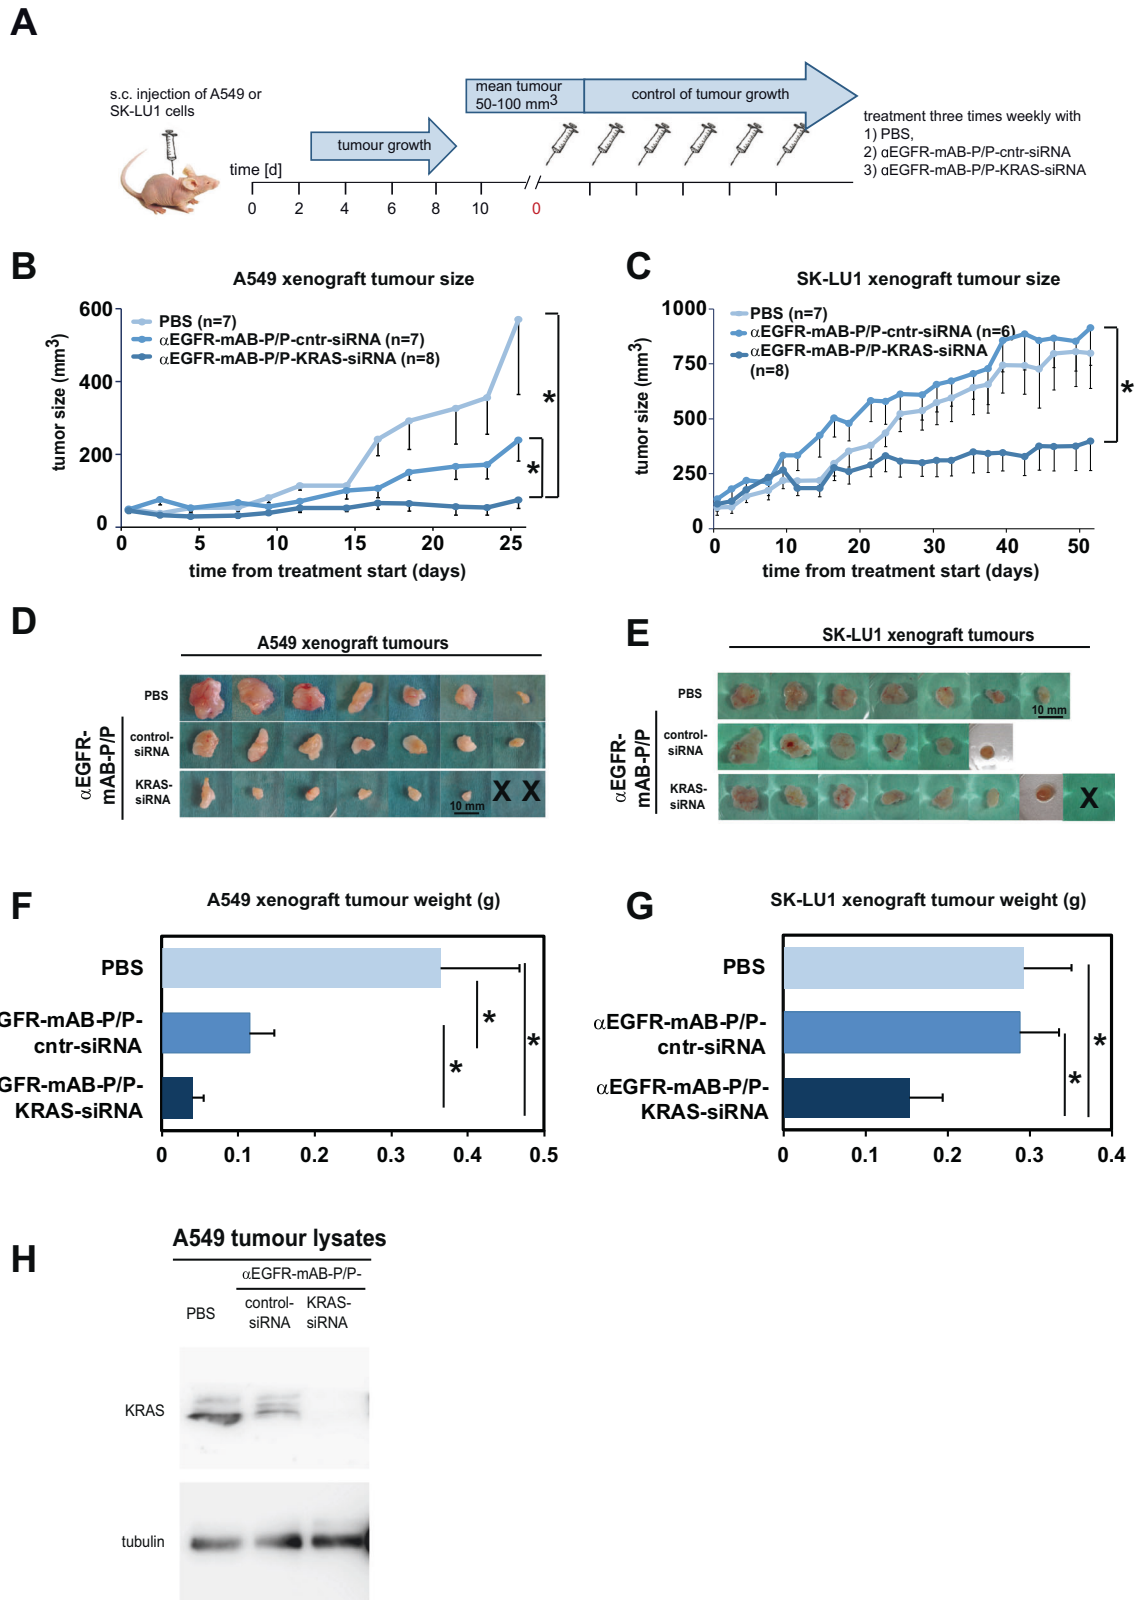 A
s.c. injection of A549 or
SK-LU1 cells
time [d]
tumour growth
mean tumour
50-100 mm3
control of tumour growth
0 2 4 6 8 10 0
treatment three times weekly with
1) PBS,
2) αEGFR-mAB-P/P-cntr-siRNA
3) αEGFR-mAB-P/P-KRAS-siRNA
B
A549 xenograft tumour size
PBS (n=7)
αEGFR-mAB-P/P-cntr-siRNA (n=7)
αEGFR-mAB-P/P-KRAS-siRNA (n=8)
tumor size (mm3)
600
400
200
0
0 5 10 15 20 25
time from treatment start (days)
*
*
C
SK-LU1 xenograft tumour size
PBS (n=7)
αEGFR-mAB-P/P-cntr-siRNA (n=6)
αEGFR-mAB-P/P-KRAS-siRNA
(n=8)
tumor size (mm3)
1000
750
500
250
0
0 10 20 30 40 50
time from treatment start (days)
*
D
A549 xenograft tumours
PBS
αEGFR-
mAB-P/P
control-
siRNA
KRAS-
siRNA
10 mm
X X
E
SK-LU1 xenograft tumours
PBS
10 mm
αEGFR-
mAB-P/P
control-
siRNA
KRAS-
siRNA
X
F
A549 xenograft tumour weight (g)
PBS
GFR-mAB-P/P-
cntr-siRNA
GFR-mAB-P/P-
KRAS-siRNA
*
*
*
0 0.1 0.2 0.3 0.4 0.5
G
SK-LU1 xenograft tumour weight (g)
PBS
αEGFR-mAB-P/P-
cntr-siRNA
αEGFR-mAB-P/P-
KRAS-siRNA
*
*
0 0.1 0.2 0.3 0.4
H
A549 tumour lysates
αEGFR-mAB-P/P-
PBS
control-
siRNA
KRAS-
siRNA
KRAS
tubulin